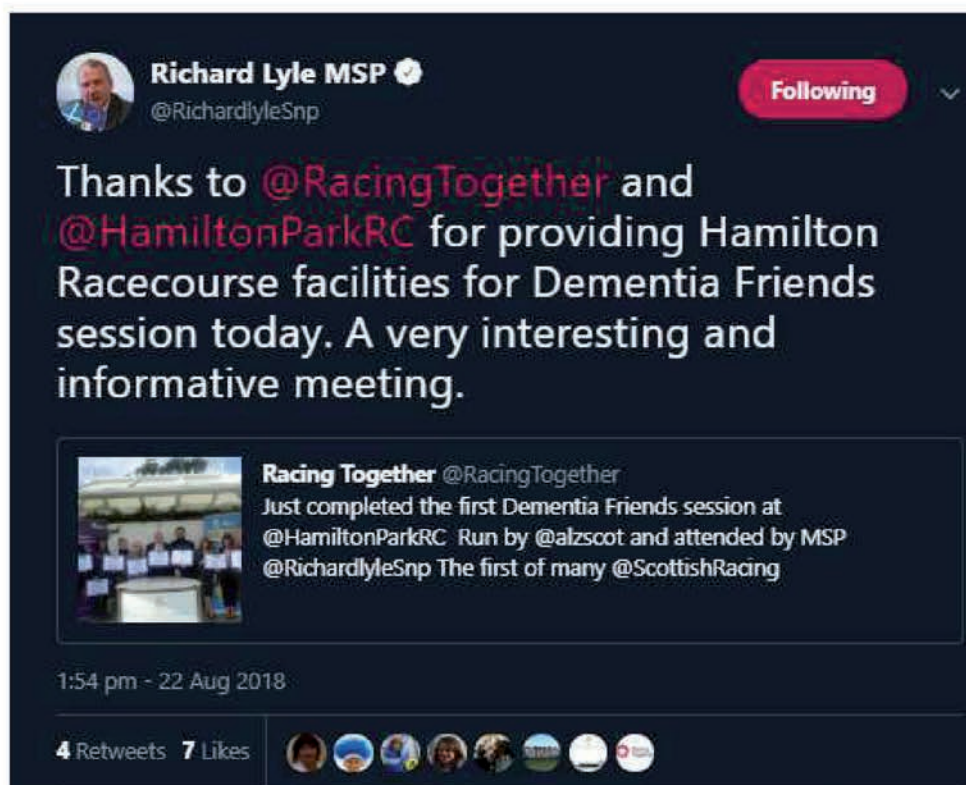 Richard Lyle MSP
@RichardlyleSnp
Following
Thanks to @RacingTogether and
@HamiltonParkRC for providing Hamilton
Racecourse facilities for Dementia Friends
session today. A very interesting and
informative meeting.
Racing Together @RacingTogether
Just completed the first Dementia Friends session at
@HamiltonParkRC Run by @alzscot and attended by MSP
@RichardlyleSnp The first of many @ScottishRacing
1:54 pm - 22 Aug 2018
4 Retweets 7 Likes